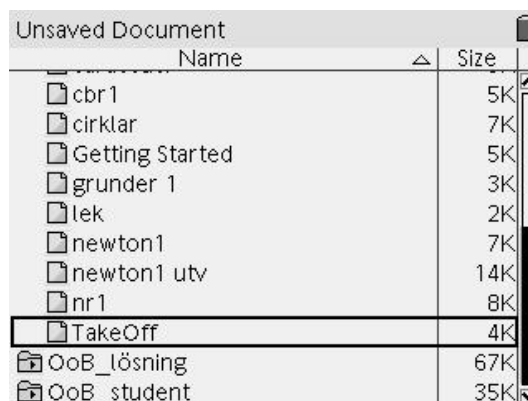 Unsaved Document
Name Size
cbr1 5K
cirklar 7K
Getting Started 5K
grunder 1 3K
lek 2K
newton1 7K
newton1 utv 14K
nr1 8K
TakeOff 4K
OoB_lösning 67K
OoB_student 35K